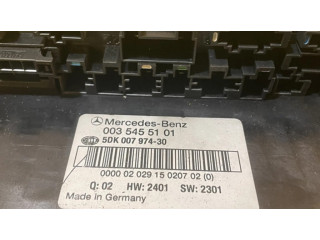 Mercedes-Benz
003 545 51 01
5DK 007 974-30
0000 02 029 15 0207 02 (0)
Q: 02 HW: 2401 SW: 2301
Made in Germany